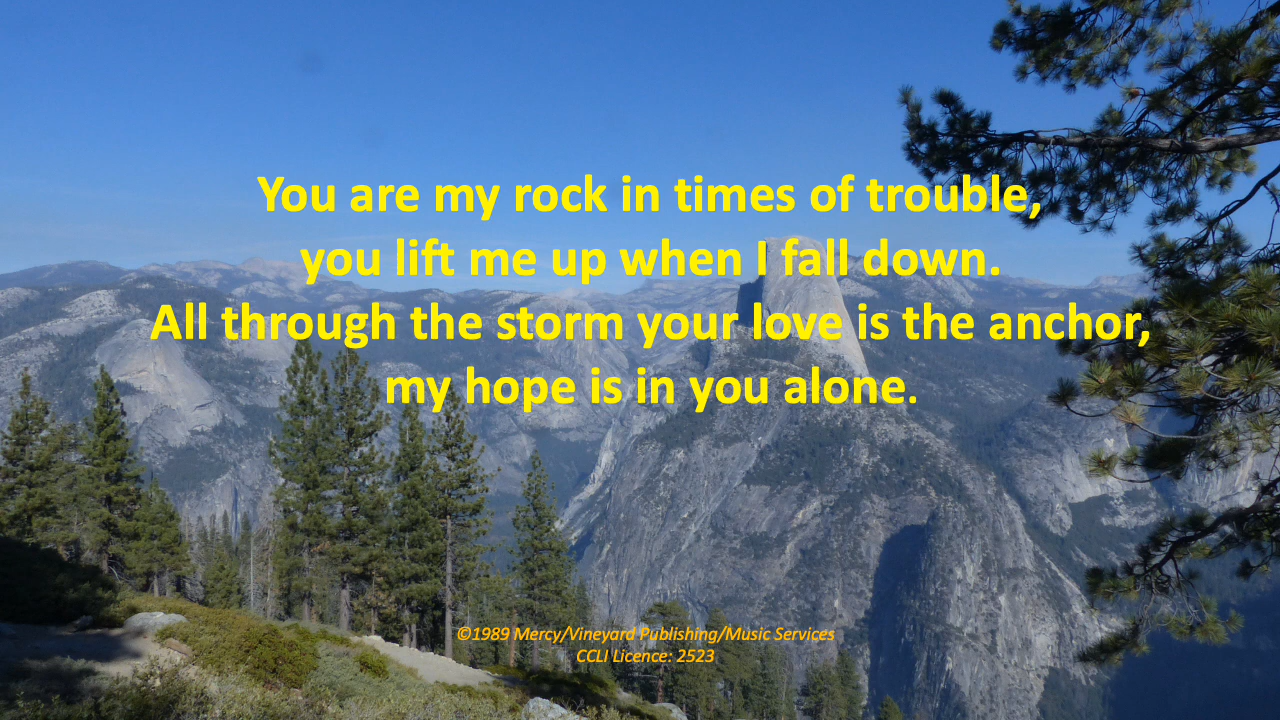 You are my rock in times of trouble,
you lift me up when I fall down.
All through the storm your love is the anchor,
my hope is in you alone.
©1989 Mercy/Vineyard Publishing/Music Services
CCLI Licence: 2523